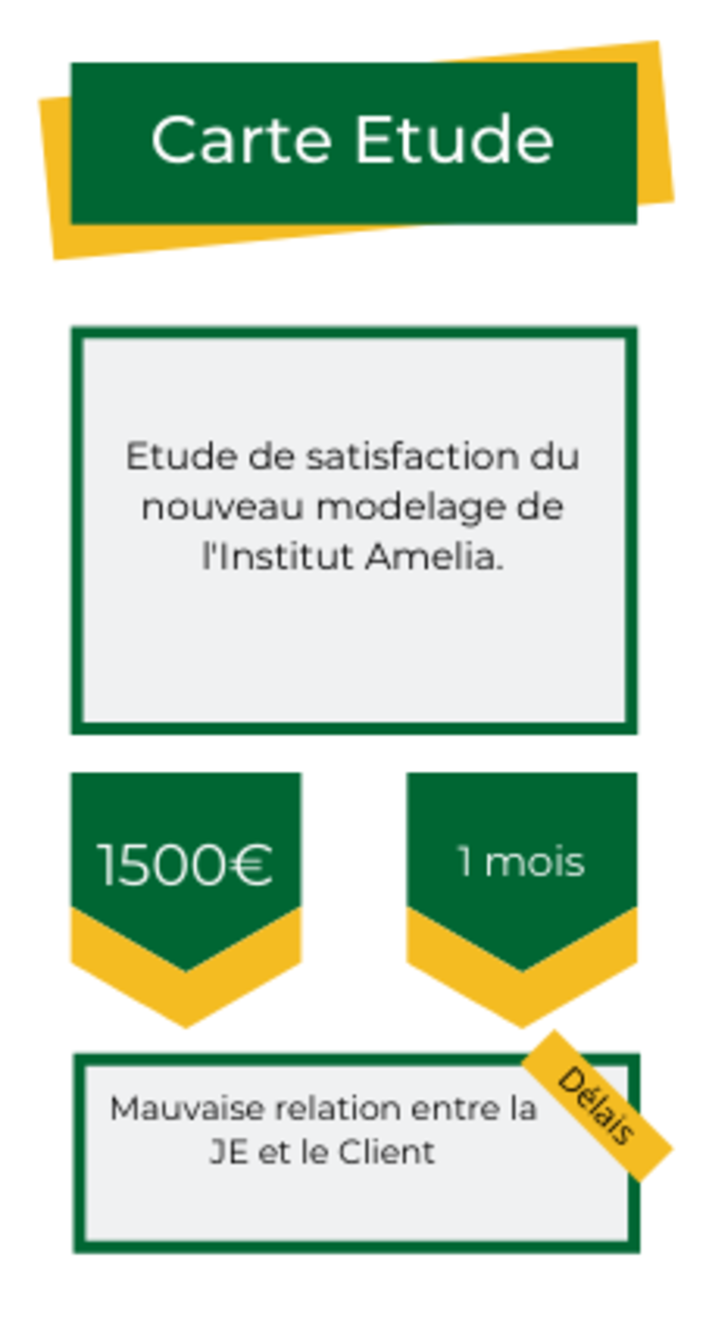 Carte Etude
Etude de satisfaction du
nouveau modelage de
l'Institut Amelia.
1500€
1 mois
Délais
Mauvaise relation entre la
JE et le Client